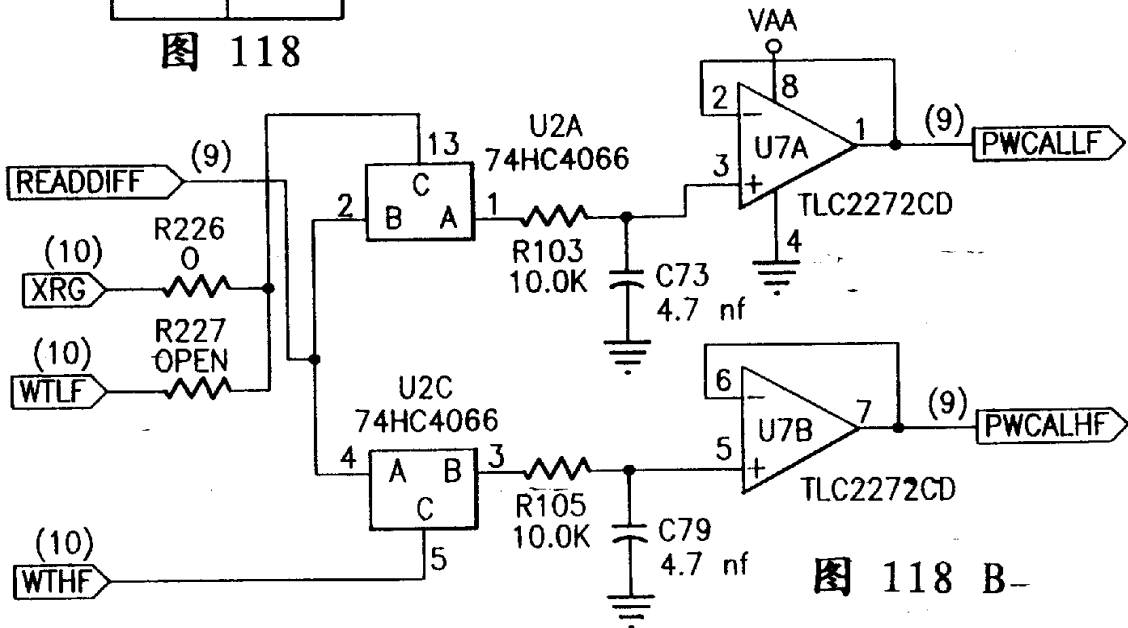 图 118
VAA
8
2
−
1
(9)
PWCALLF
U7A
3
+
TLC2272CD
4
U2A
74HC4066
13
C
READDIFF
(9)
2
B
A
1
R103
10.0K
C73
4.7 nf
(10)
R226
0
XRG
(10)
R227
OPEN
WTLF
U2C
74HC4066
4
A
B
3
C
5
R105
10.0K
C79
4.7 nf
6
−
7
(9)
PWCALHF
U7B
5
+
TLC2272CD
(10)
WTHF
图 118 B-